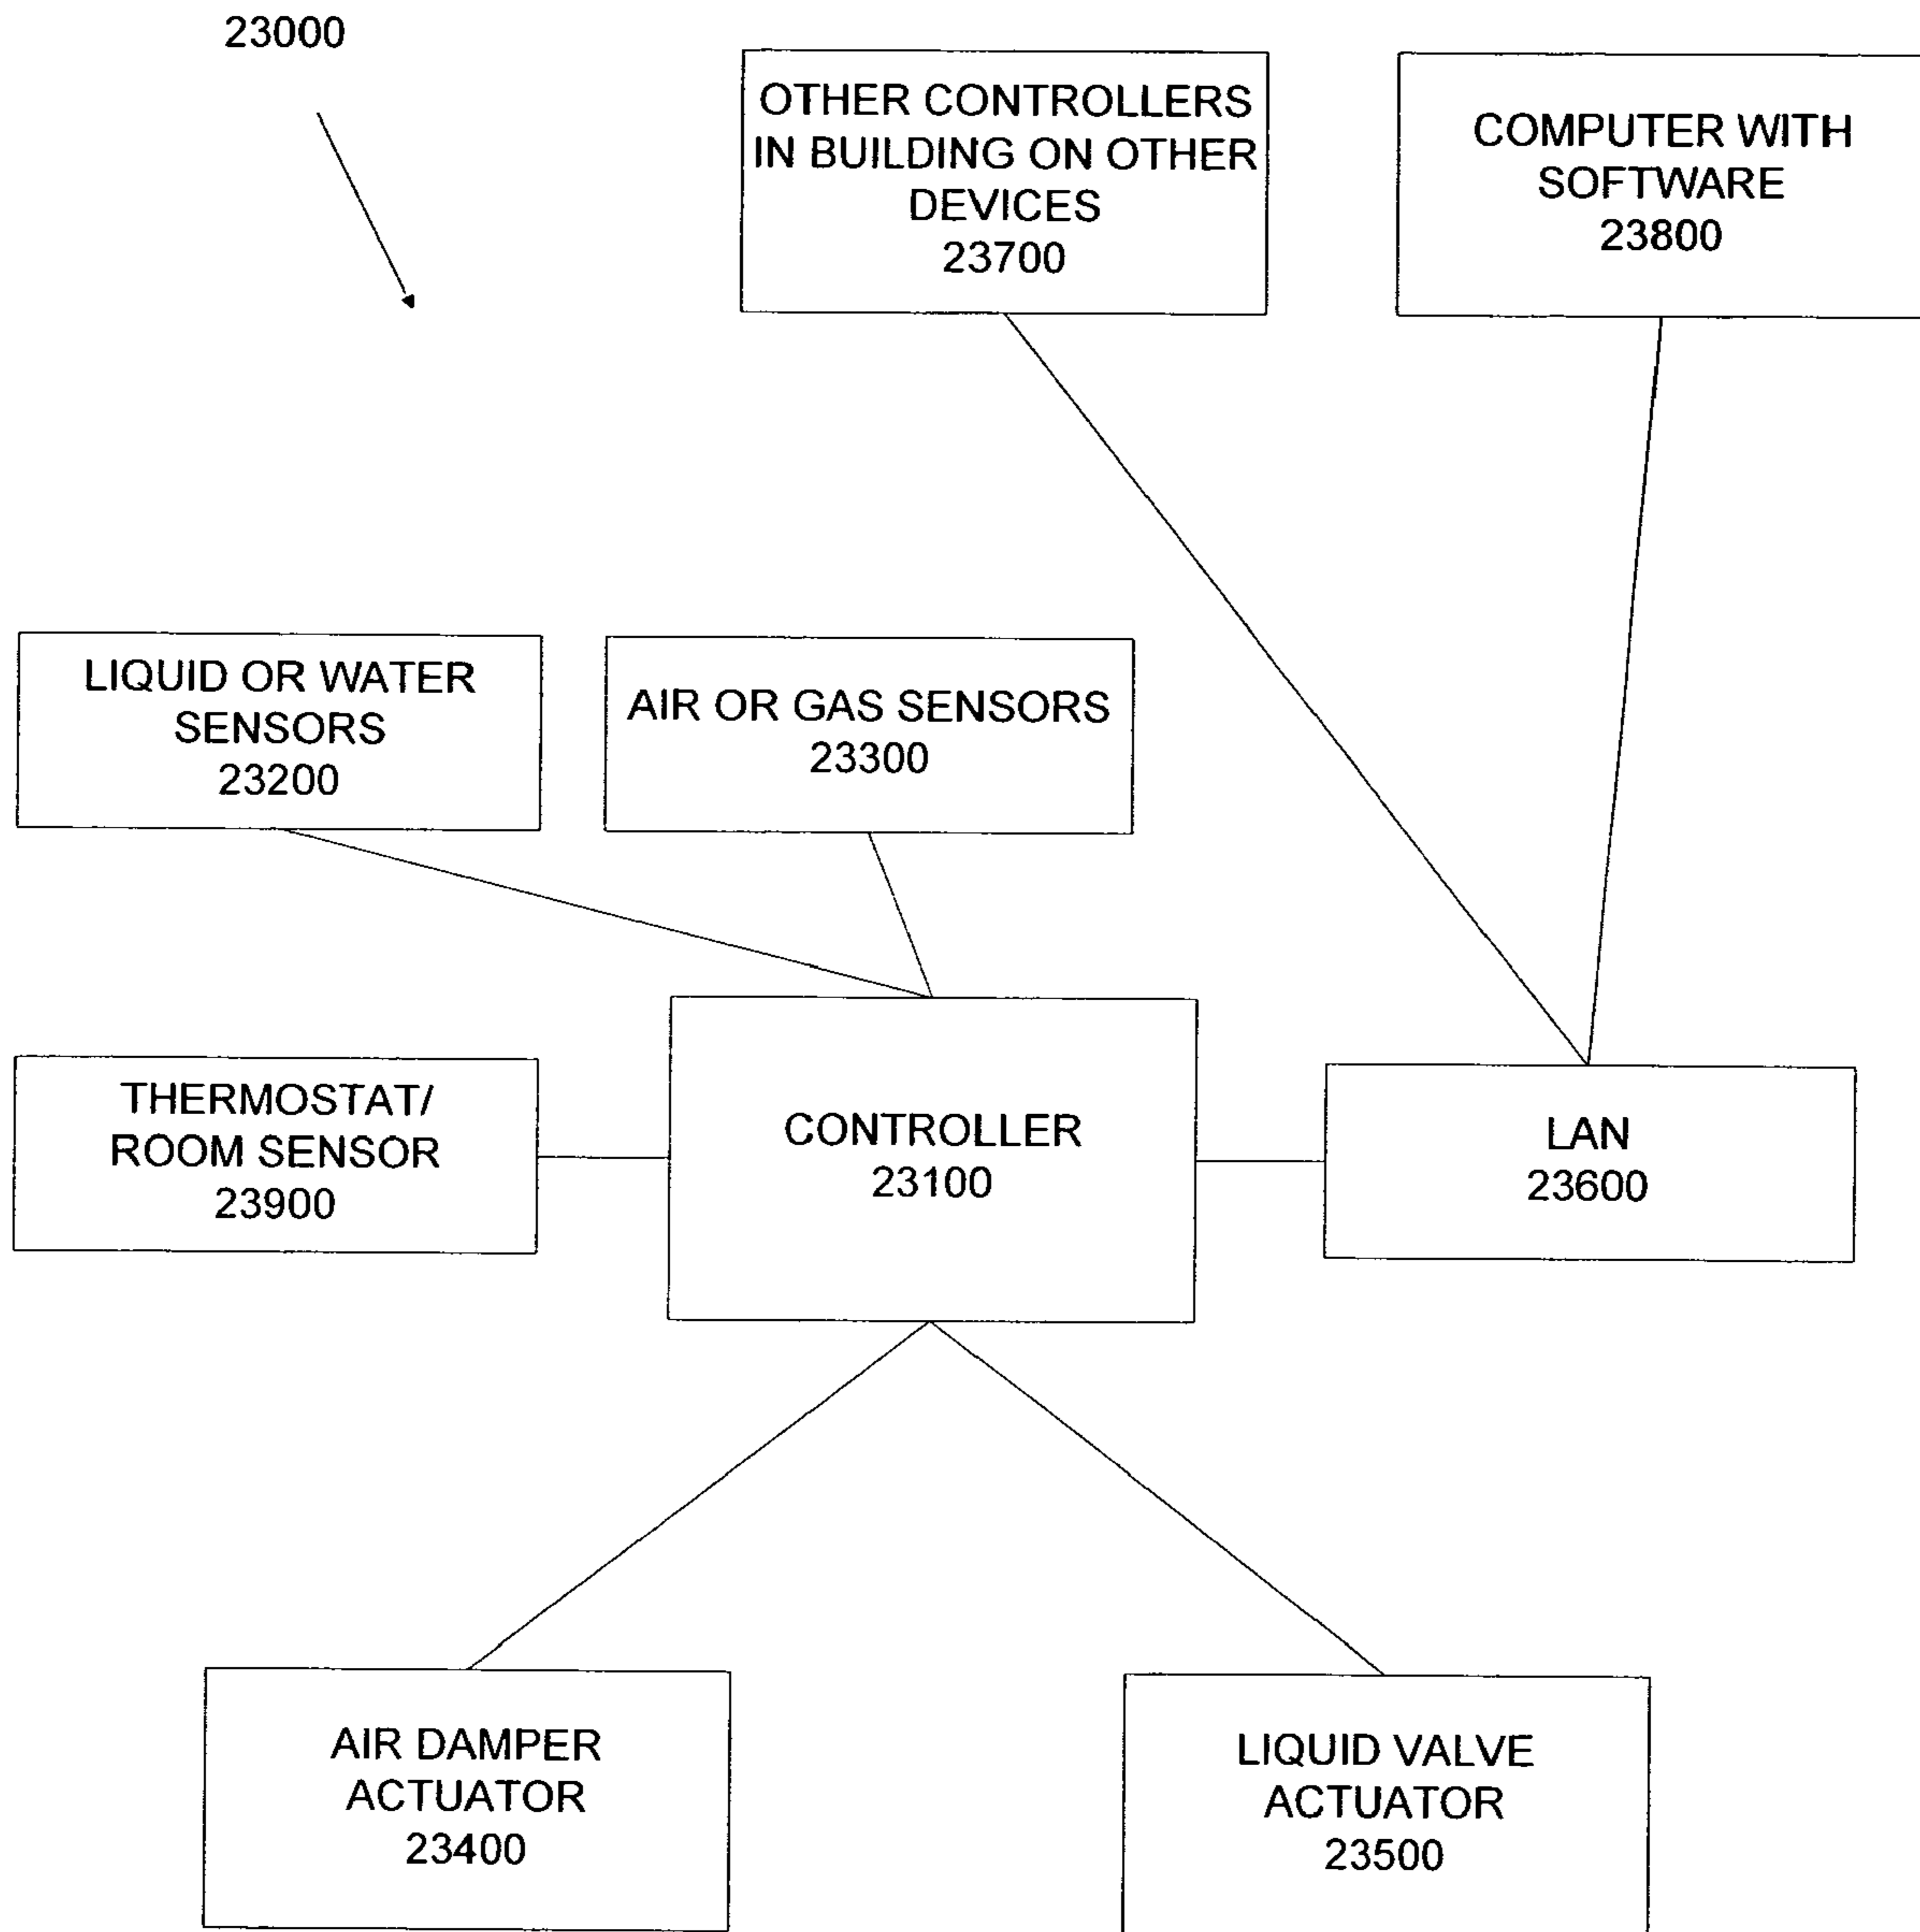 23000
OTHER CONTROLLERS
IN BUILDING ON OTHER
DEVICES
23700
COMPUTER WITH
SOFTWARE
23800
LIQUID OR WATER
SENSORS
23200
AIR OR GAS SENSORS
23300
THERMOSTAT/
ROOM SENSOR
23900
CONTROLLER
23100
LAN
23600
AIR DAMPER
ACTUATOR
23400
LIQUID VALVE
ACTUATOR
23500